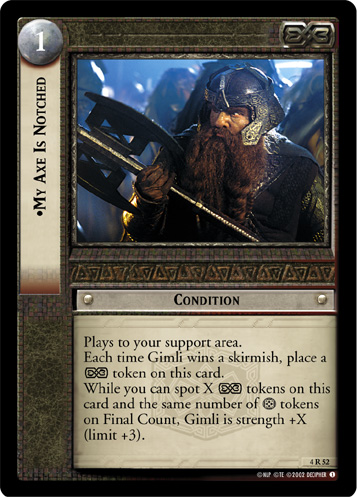 1
•My Axe Is Notched
Condition
Plays to your support area.
Each time Gimli wins a skirmish, place a
token on this card.
While you can spot X tokens on this
card and the same number of tokens
on Final Count, Gimli is strength +X
(limit +3).
4 R 52
©NLP ©TE ©2002 DECIPHER